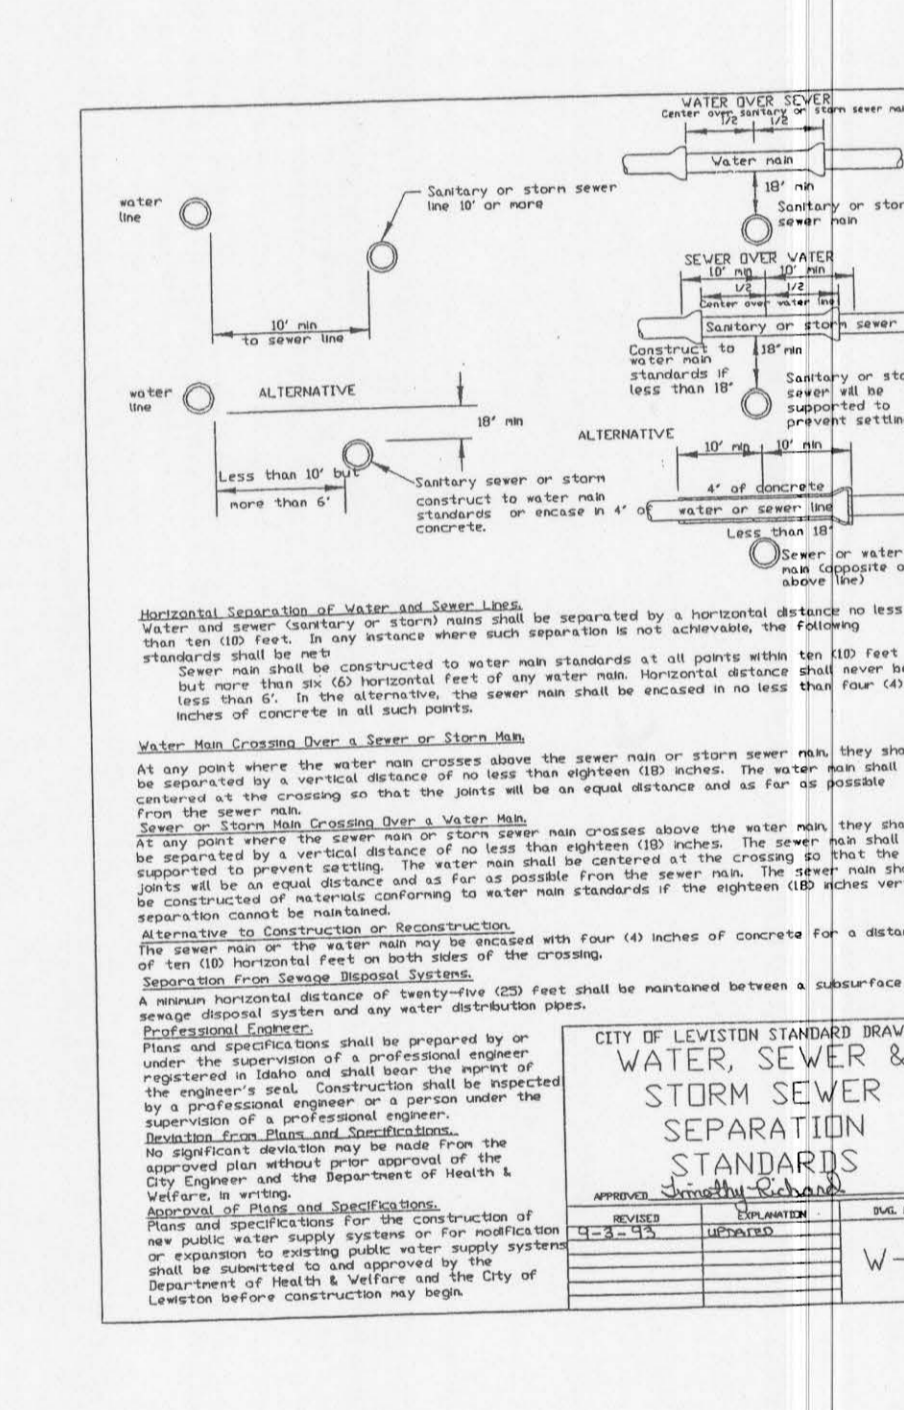 water
line
Sanitary or storm sewer
line 10' or more
10' min
to sewer line
water
line
ALTERNATIVE
18" min
Less than 10' but
more than 6'
Sanitary sewer or storm
construct to water main
standards or encase in 4" of
concrete.
WATER OVER SEWER
Center over sanitary or storm sewer
1/2 1/2
Water main
18" min
Sanitary or
sewer main
SEWER OVER WATER
10' min 10' min
1/2 1/2
Center over water line
Sanitary or storm sewer
Construct to
water main
standards if
less than 18"
18" min
Sanitary or
sewer will be
supported to
prevent
ALTERNATIVE
10' min 10' min
4" of concrete
water or sewer line
Less than 18"
Sewer or water
main (opposite
above line)
Horizontal Separation of Water and Sewer Lines.
Water and sewer (sanitary or storm) mains shall be separated by a horizontal distance no less
than ten (10) feet. In any instance where such separation is not achievable, the following
standards shall be met:
Sewer main shall be constructed to water main standards at all points within ten (10) feet
but more than six (6) horizontal feet of any water main. Horizontal distance shall never be
less than 6'. In the alternative, the sewer main shall be encased in no less than four (4)
inches of concrete in all such points.
Water Main Crossing Over a Sewer or Storm Main.
At any point where the water main crosses above the sewer main or storm sewer main, they
be separated by a vertical distance of no less than eighteen (18) inches. The water main shall
centered at the crossing so that the joints will be an equal distance and as far as possible
from the sewer main.
Sewer or Storm Main Crossing Over a Water Main.
At any point where the sewer main or storm sewer main crosses above the water main, they
be separated by a vertical distance of no less than eighteen (18) inches. The sewer main shall
supported to prevent settling. The water main shall be centered at the crossing so that the
joints will be an equal distance and as far as possible from the sewer main. The sewer main
be constructed of materials conforming to water main standards if the eighteen (18) inches
separation cannot be maintained.
Alternative to Construction or Reconstruction.
The sewer main or the water main may be encased with four (4) inches of concrete for a
of ten (10) horizontal feet on both sides of the crossing.
Separation From Sewage Disposal Systems.
A minimum horizontal distance of twenty-five (25) feet shall be maintained between a subsurface
sewage disposal system and any water distribution pipes.
Professional Engineer.
Plans and specifications shall be prepared by or
under the supervision of a professional engineer
registered in Idaho and shall bear the imprint of
the engineer's seal. Construction shall be inspected
by a professional engineer or a person under the
supervision of a professional engineer.
Deviation from Plans and Specifications.
No significant deviation may be made from the
approved plan without prior approval of the
City Engineer and the Department of Health &
Welfare, in writing.
Approval of Plans and Specifications.
Plans and specifications for the construction of
new public water supply systems or for modification
or expansion to existing public water supply systems
shall be submitted to and approved by the
Department of Health & Welfare and the City of
Lewiston before construction may begin.
CITY OF LEWISTON STANDARD
WATER, SEWER &
STORM SEWER
SEPARATION
STANDARDS
APPROVED Timothy Richard
REVISED EXPLANATION DWG.
9-3-93 UPDATED
W-